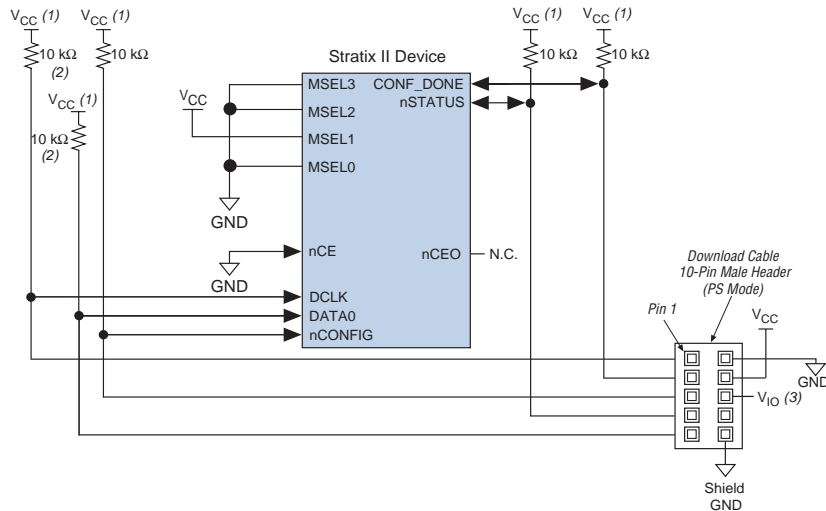 VCC (1)
VCC (1)
VCC (1)
VCC (1)
10 kΩ
(2)
10 kΩ
10 kΩ
10 kΩ
Stratix II Device
VCC (1)
10 kΩ
(2)
VCC
MSEL3
MSEL2
MSEL1
MSEL0
CONF_DONE
nSTATUS
GND
nCE
nCEO
N.C.
GND
DCLK
DATA0
nCONFIG
Download Cable
10-Pin Male Header
(PS Mode)
Pin 1
VCC
GND
VIO (3)
Shield
GND